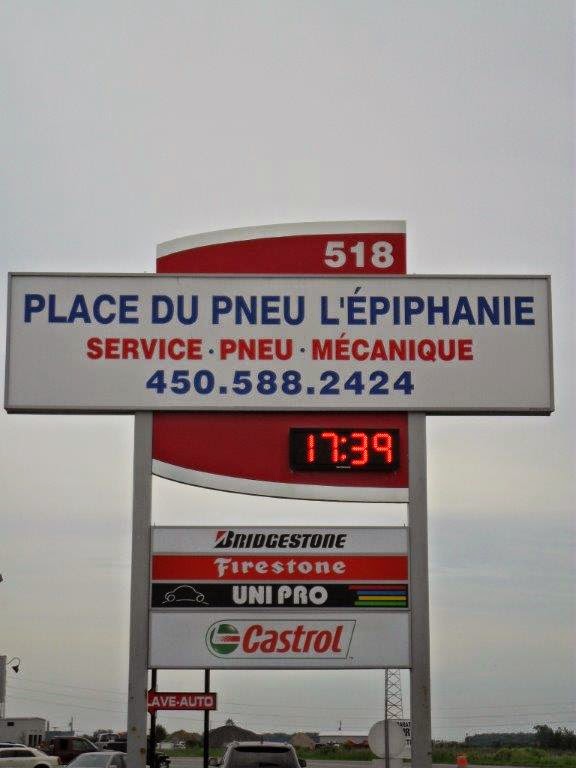 518
PLACE DU PNEU L'ÉPIPHANIE
SERVICE · PNEU · MÉCANIQUE
450.588.2424
17:39
BRIDGESTONE
Firestone
UNI PRO
Castrol
LAVE-AUTO